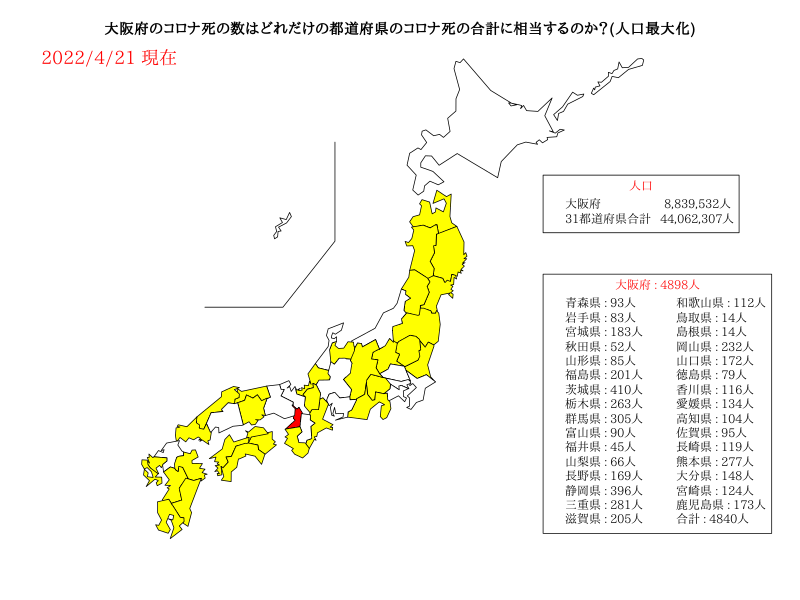 大阪府のコロナ死の数はどれだけの都道府県のコロナ死の合計に相当するのか？(人口最大化)
2022/4/21 現在
人口
大阪府 8,839,532人
31都道府県合計 44,062,307人
大阪府 : 4898人
青森県 : 93人 和歌山県 : 112人
岩手県 : 83人 鳥取県 : 14人
宮城県 : 183人 島根県 : 14人
秋田県 : 52人 岡山県 : 232人
山形県 : 85人 山口県 : 172人
福島県 : 201人 徳島県 : 79人
茨城県 : 410人 香川県 : 116人
栃木県 : 263人 愛媛県 : 134人
群馬県 : 305人 高知県 : 104人
富山県 : 90人 佐賀県 : 95人
福井県 : 45人 長崎県 : 119人
山梨県 : 66人 熊本県 : 277人
長野県 : 169人 大分県 : 148人
静岡県 : 396人 宮崎県 : 124人
三重県 : 281人 鹿児島県 : 173人
滋賀県 : 205人 合計 : 4840人